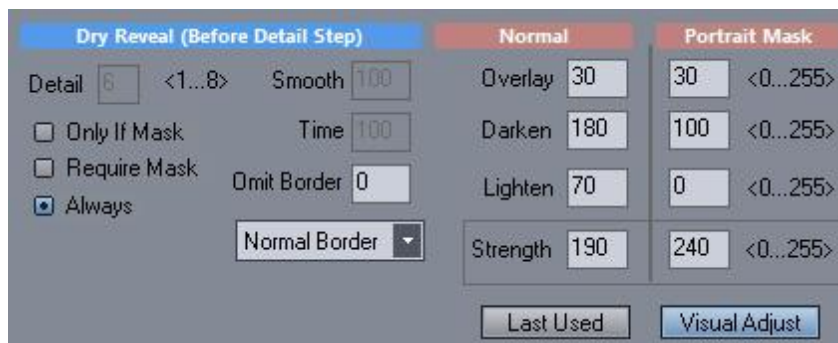 Dry Reveal (Before Detail Step) Normal Portrait Mask
Detail 6 <1...8> Smooth 100 Overlay 30 30 <0...255>
Only If Mask Time 100 Darken 180 100 <0...255>
Require Mask Omit Border 0 Lighten 70 0 <0...255>
Always
Normal Border Strength 190 240 <0...255>
Last Used Visual Adjust